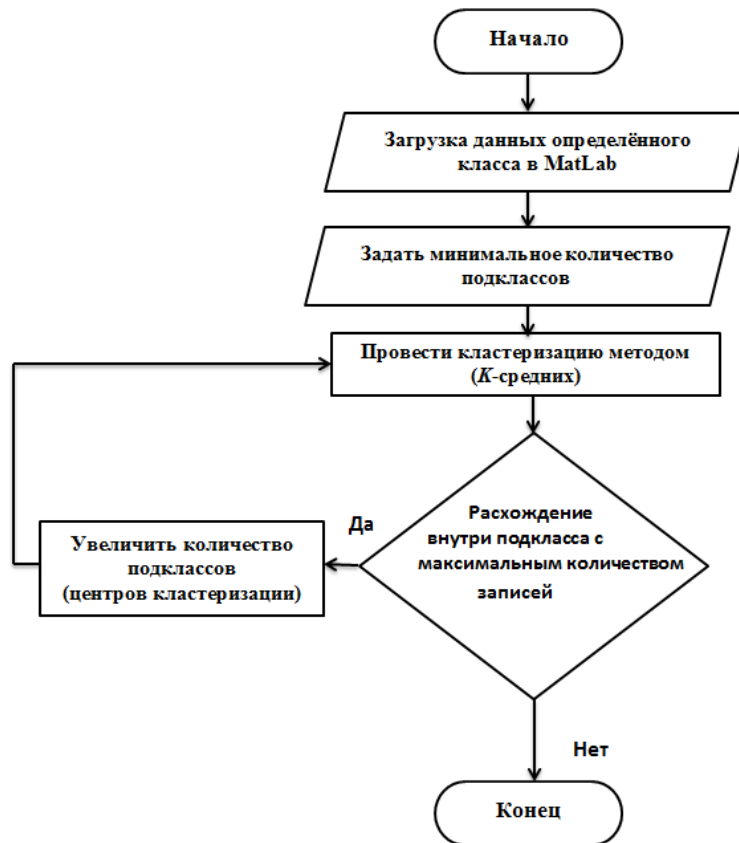 Начало
Загрузка данных определённого
класса в MatLab
Задать минимальное количество
подклассов
Провести кластеризацию методом
(K-средних)
Расхождение
внутри подкласса с
максимальным количеством
записей
Да
Увеличить количество
подклассов
(центров кластеризации)
Нет
Конец